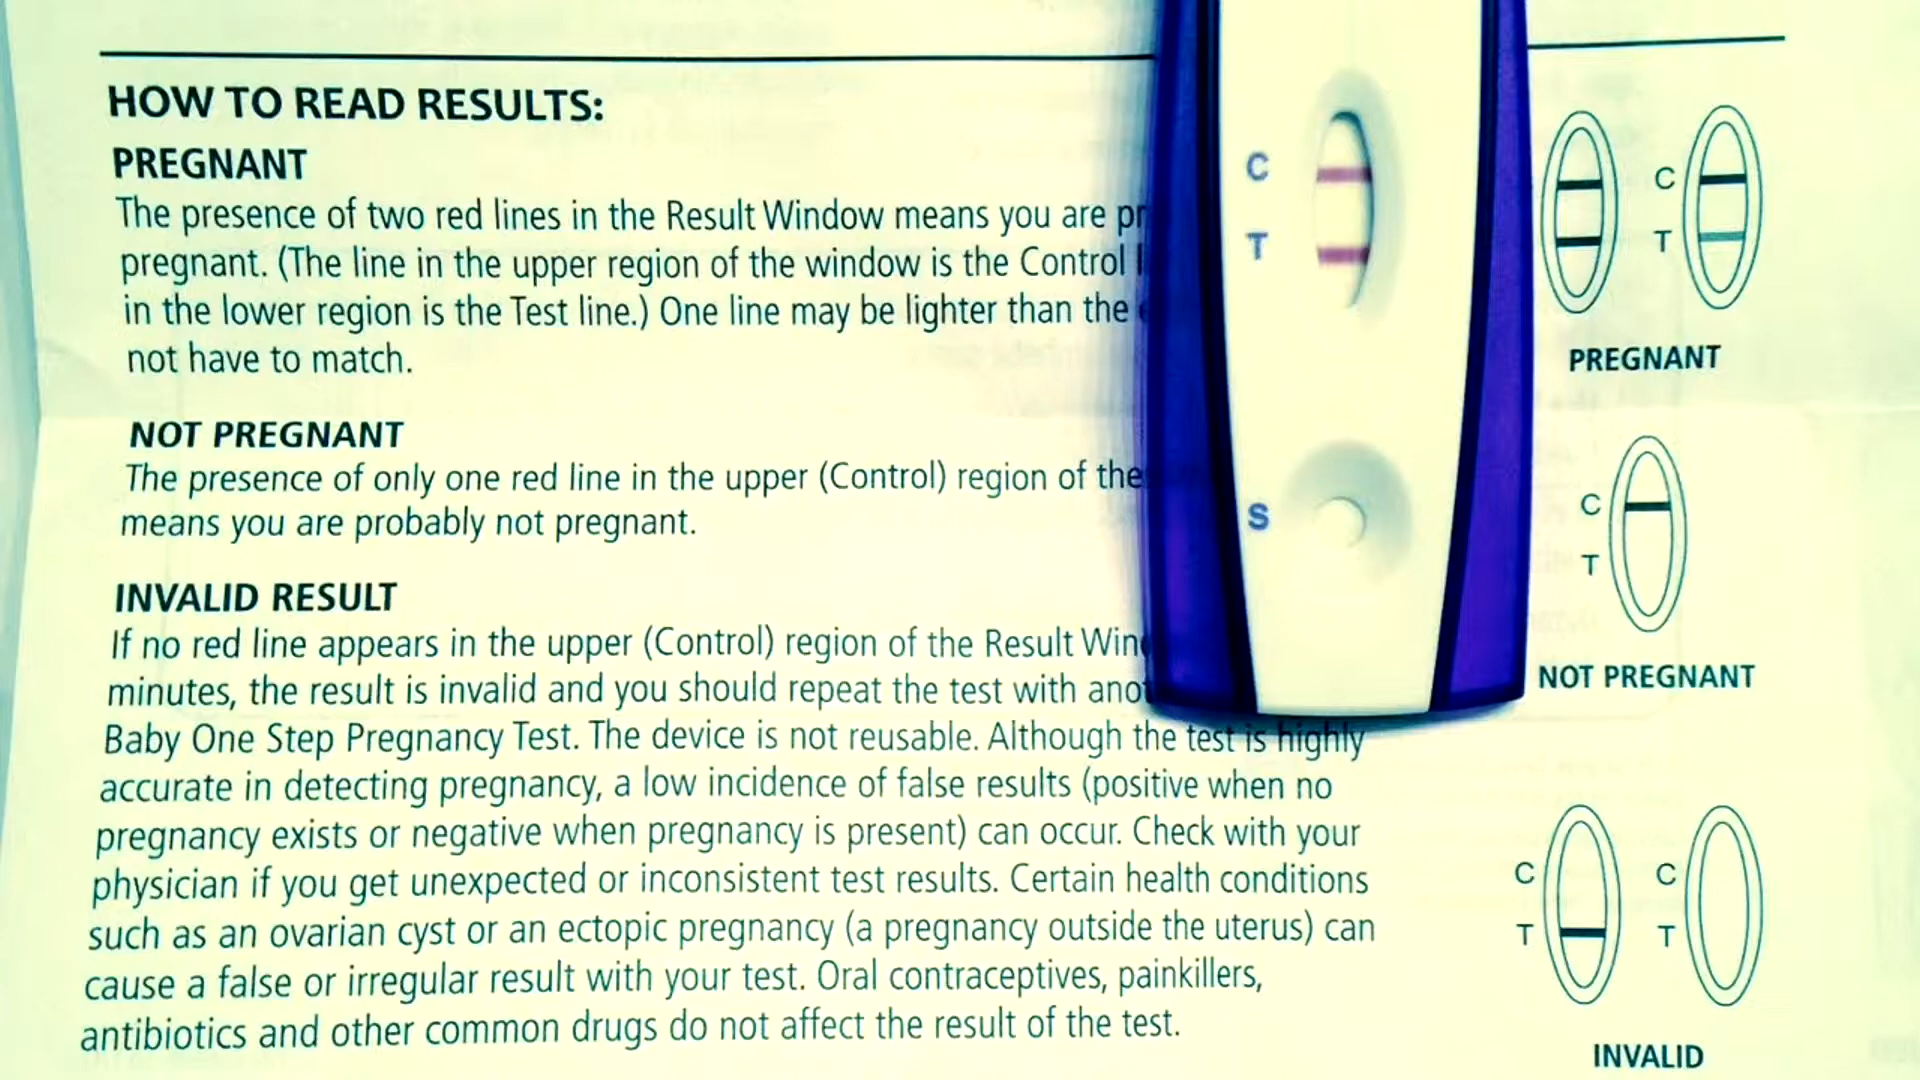 HOW TO READ RESULTS:
PREGNANT
The presence of two red lines in the Result Window means you are
pregnant. (The line in the upper region of the window is the Control
in the lower region is the Test line.) One line may be lighter than the
not have to match.
NOT PREGNANT
The presence of only one red line in the upper (Control) region of the
means you are probably not pregnant.
INVALID RESULT
If no red line appears in the upper (Control) region of the Result
minutes, the result is invalid and you should repeat the test with
Baby One Step Pregnancy Test. The device is not reusable. Although the test is highly
accurate in detecting pregnancy, a low incidence of false results (positive when no
pregnancy exists or negative when pregnancy is present) can occur. Check with your
physician if you get unexpected or inconsistent test results. Certain health conditions
such as an ovarian cyst or an ectopic pregnancy (a pregnancy outside the uterus) can
cause a false or irregular result with your test. Oral contraceptives, painkillers,
antibiotics and other common drugs do not affect the result of the test.
C
T
S
C
T
PREGNANT
C
T
NOT PREGNANT
C C
T T
INVALID